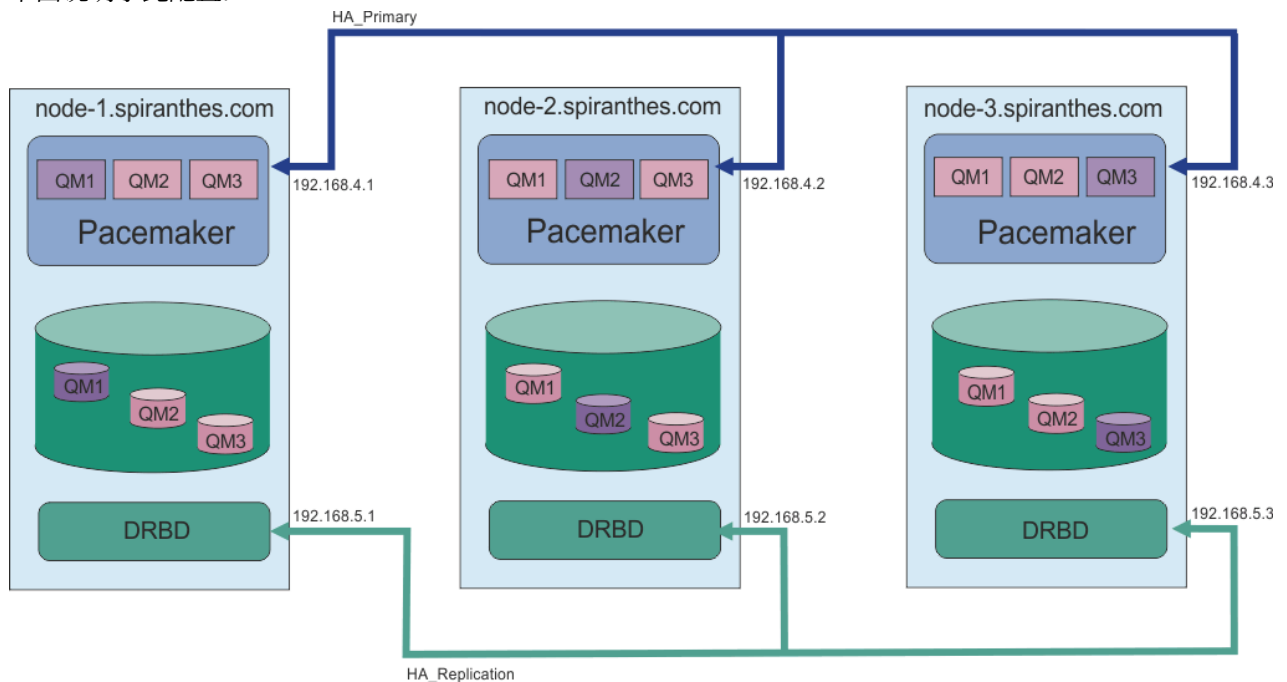 HA_Primary
node-1.spiranthes.com
QM1 QM2 QM3
Pacemaker
192.168.4.1
QM1
QM2
QM3
DRBD
192.168.5.1
node-2.spiranthes.com
QM1 QM2 QM3
Pacemaker
192.168.4.2
QM1
QM2
QM3
DRBD
192.168.5.2
node-3.spiranthes.com
QM1 QM2 QM3
Pacemaker
192.168.4.3
QM1
QM2
QM3
DRBD
192.168.5.3
HA_Replication